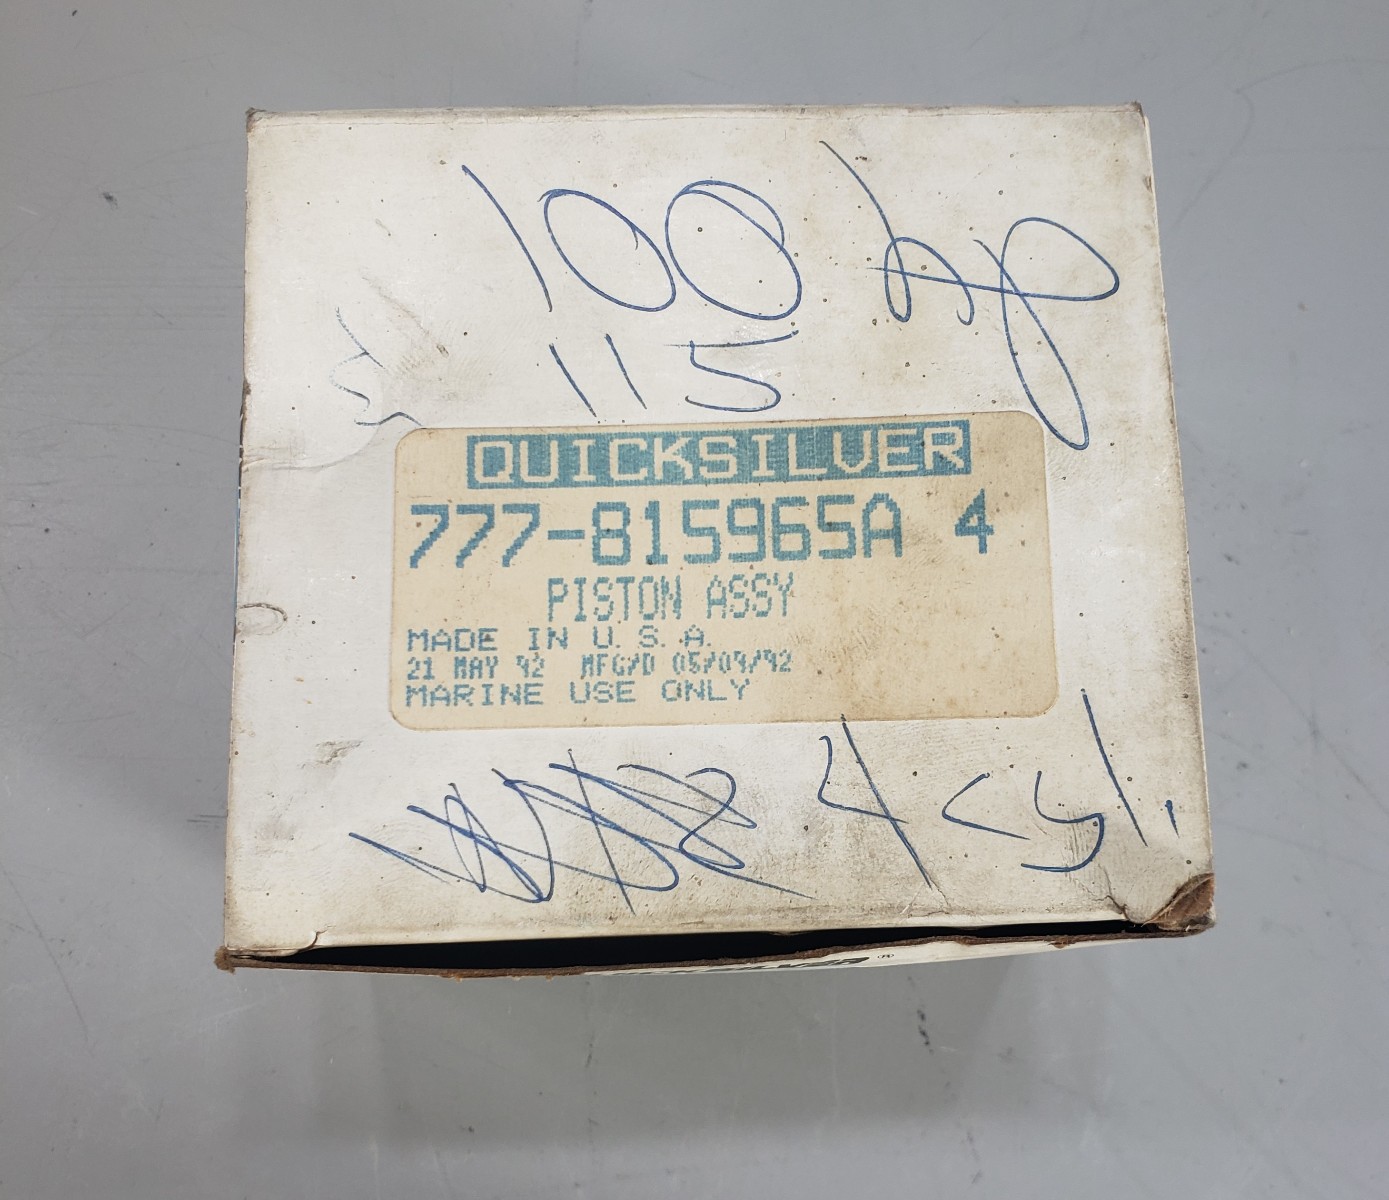 100 hp
115
QUICKSILVER
777-815965A 4
PISTON ASSY
MADE IN U.S.A.
21 MAY 92 MFG/D 05/09/92
MARINE USE ONLY
4 cyl.